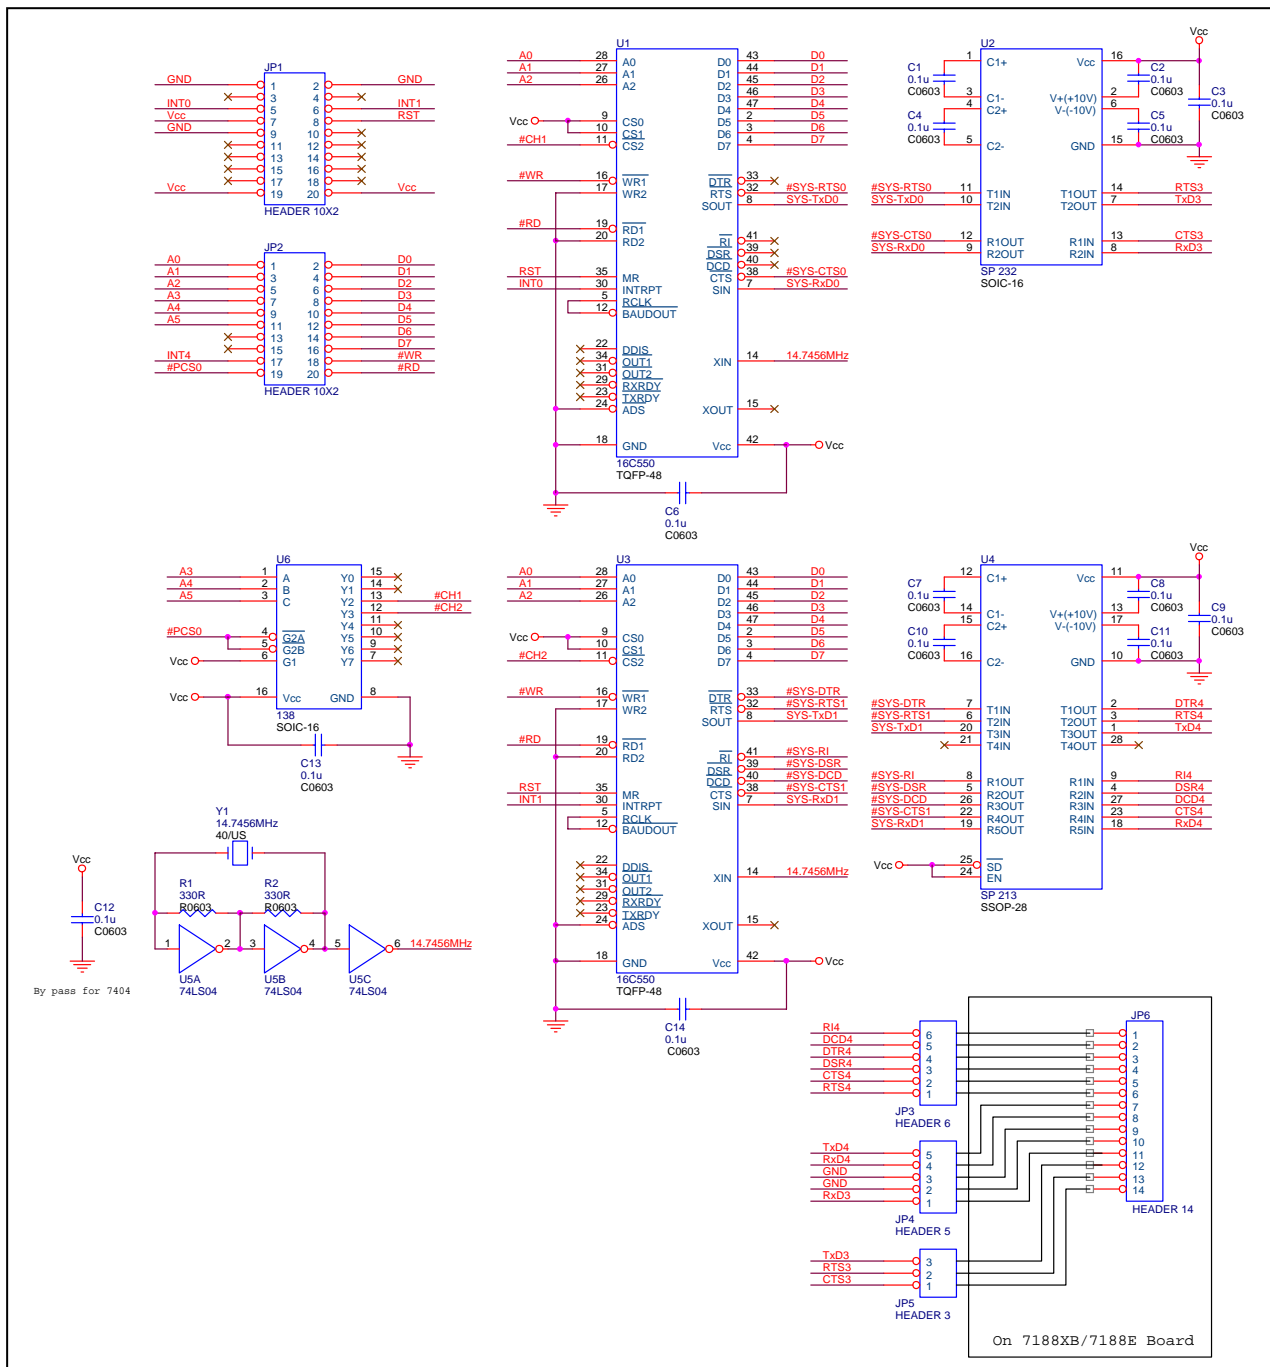 JP1
GND 1 2 GND
3 4
INT0 5 6 INT1
Vcc 7 8 RST
GND 9 10
11 12
13 14
15 16
17 18
Vcc 19 20 Vcc
HEADER 10X2
JP2
A0 1 2 D0
A1 3 4 D1
A2 5 6 D2
A3 7 8 D3
A4 9 10 D4
A5 11 12 D5
13 14 D6
15 16 D7
INT4 17 18 #WR
#PCS0 19 20 #RD
HEADER 10X2
U1
A0 28 A0 D0 43 D0
A1 27 A1 D1 44 D1
A2 26 A2 D2 45 D2
D3 46 D3
D4 47 D4
Vcc 9 CS0 D5 2 D5
10 CS1 D6 3 D6
#CH1 11 CS2 D7 4 D7
#WR 16 WR1 DTR 33
17 WR2 RTS 32 #SYS-RTS0
SOUT 8 SYS-TxD0
#RD 19 RD1
20 RD2 RI 41
DSR 39
DCD 40
RST 35 MR CTS 38 #SYS-CTS0
INT0 30 INTRPT SIN 7 SYS-RxD0
5 RCLK
12 BAUDOUT
22 DDIS
34 OUT1 XIN 14 14.7456MHz
31 OUT2
29 RXRDY
23 TXRDY
24 ADS XOUT 15
18 GND Vcc 42 Vcc
16C550
TQFP-48
C6
0.1u
C0603
U2
Vcc
1 C1+ Vcc 16
C1
0.1u
C0603
C2
0.1u
C0603
C3
0.1u
C0603
3 C1- V+(+10V) 2
4 C2+ V-(-10V) 6
C4
0.1u
C0603
C5
0.1u
C0603
5 C2- GND 15
#SYS-RTS0 11 T1IN T1OUT 14 RTS3
SYS-TxD0 10 T2IN T2OUT 7 TxD3
#SYS-CTS0 12 R1OUT R1IN 13 CTS3
SYS-RxD0 9 R2OUT R2IN 8 RxD3
SP 232
SOIC-16
U6
A3 1 A Y0 15
A4 2 B Y1 14
A5 3 C Y2 13 #CH1
Y3 12 #CH2
#PCS0 4 G2A Y4 11
5 G2B Y5 10
Vcc 6 G1 Y6 9
Y7 7
Vcc 16 Vcc GND 8
138
SOIC-16
C13
0.1u
C0603
Y1
14.7456MHz
40/US
Vcc
C12
0.1u
C0603
By pass for 7404
R1
330R
R0603
R2
330R
R0603
1 2 3 4 5 6 14.7456MHz
U5A
74LS04
U5B
74LS04
U5C
74LS04
U3
A0 28 A0 D0 43 D0
A1 27 A1 D1 44 D1
A2 26 A2 D2 45 D2
D3 46 D3
D4 47 D4
Vcc 9 CS0 D5 2 D5
10 CS1 D6 3 D6
#CH2 11 CS2 D7 4 D7
#WR 16 WR1 DTR 33 #SYS-DTR
17 WR2 RTS 32 #SYS-RTS1
SOUT 8 SYS-TxD1
#RD 19 RD1
20 RD2 RI 41 #SYS-RI
DSR 39 #SYS-DSR
DCD 40 #SYS-DCD
RST 35 MR CTS 38 #SYS-CTS1
INT1 30 INTRPT SIN 7 SYS-RxD1
5 RCLK
12 BAUDOUT
22 DDIS
34 OUT1 XIN 14 14.7456MHz
31 OUT2
29 RXRDY
23 TXRDY
24 ADS XOUT 15
18 GND Vcc 42 Vcc
16C550
TQFP-48
C14
0.1u
C0603
U4
Vcc
12 C1+ Vcc 11
C7
0.1u
C0603
C8
0.1u
C0603
C9
0.1u
C0603
14 C1- V+(+10V) 13
15 C2+ V-(-10V) 17
C10
0.1u
C0603
C11
0.1u
C0603
16 C2- GND 10
#SYS-DTR 7 T1IN T1OUT 2 DTR4
#SYS-RTS1 6 T2IN T2OUT 3 RTS4
SYS-TxD1 20 T3IN T3OUT 1 TxD4
21 T4IN T4OUT 28
#SYS-RI 8 R1OUT R1IN 9 RI4
#SYS-DSR 5 R2OUT R2IN 4 DSR4
#SYS-DCD 26 R3OUT R3IN 27 DCD4
#SYS-CTS1 22 R4OUT R4IN 23 CTS4
SYS-RxD1 19 R5OUT R5IN 18 RxD4
Vcc 25 SD
24 EN
SP 213
SSOP-28
RI4 6
DCD4 5
DTR4 4
DSR4 3
CTS4 2
RTS4 1
JP3
HEADER 6
TxD4 5
RxD4 4
GND 3
GND 2
RxD3 1
JP4
HEADER 5
TxD3 3
RTS3 2
CTS3 1
JP5
HEADER 3
JP6
1
2
3
4
5
6
7
8
9
10
11
12
13
14
HEADER 14
On 7188XB/7188E Board